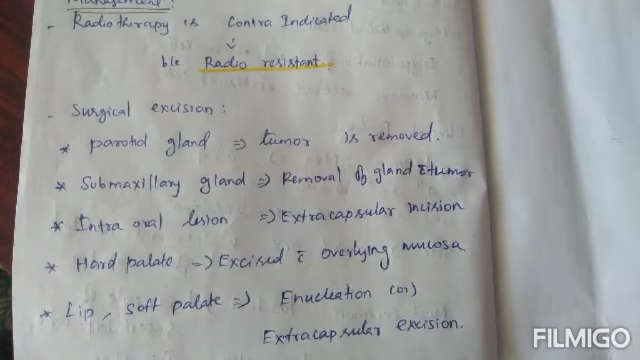 Management:
- Radiotherapy is Contra Indicated
↓
b/c Radio resistant.
- Surgical excision:
* parotid gland => tumor is removed.
* Submaxillary gland => Removal of gland c̄ tumor
* Intra oral lesion => Extracapsular incision
* Hard palate => Excised c̄ overlying mucosa
* Lip, soft palate => Enucleation (or)
Extracapsular excision.
FILMIGO